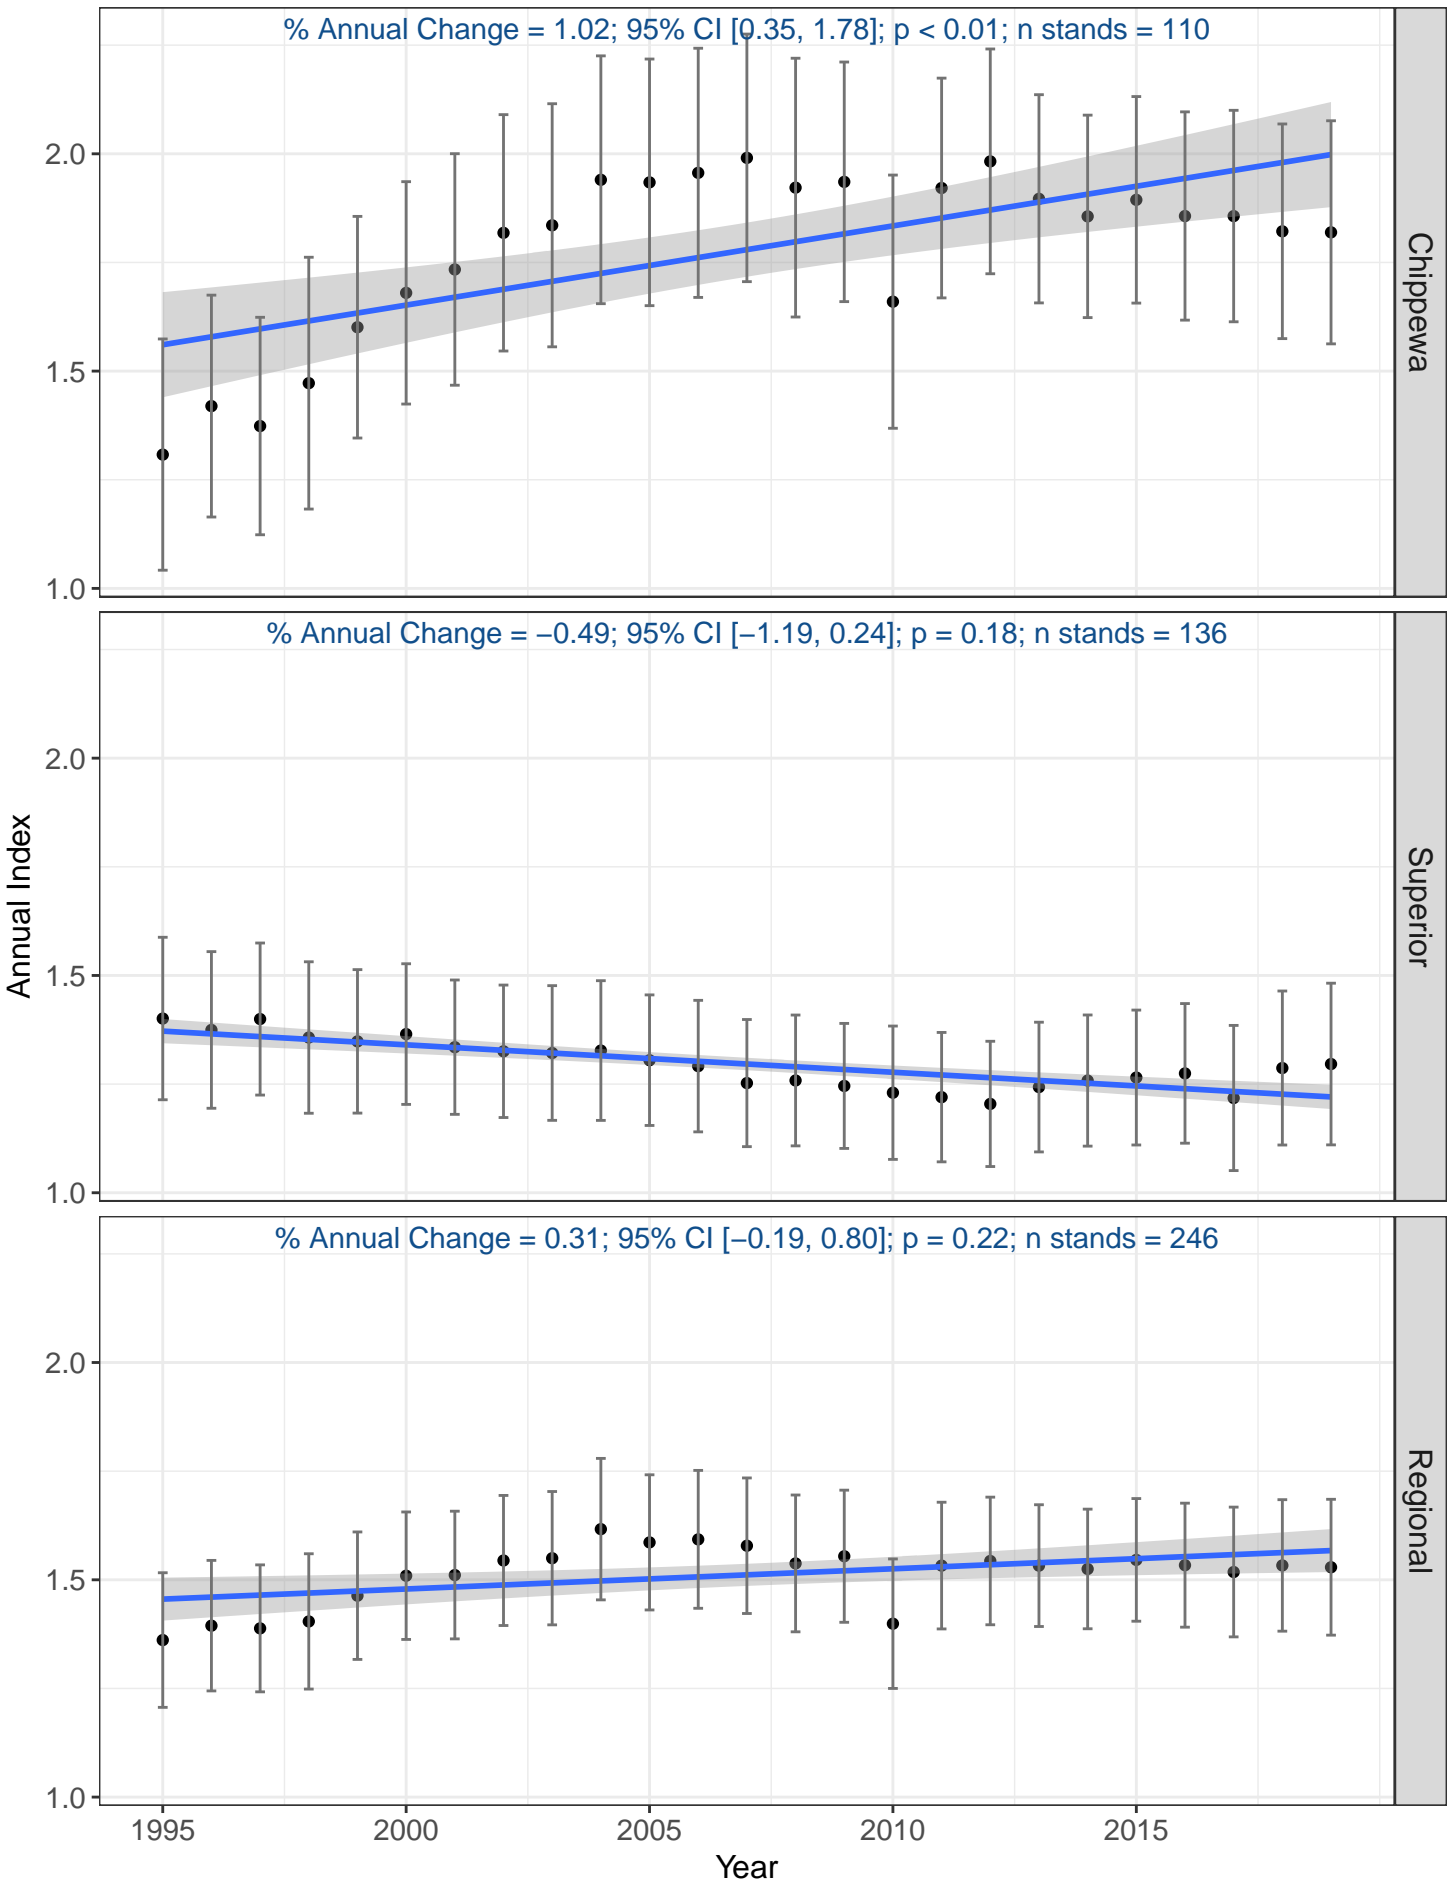 % Annual Change = 1.02; 95% CI [0.35, 1.78]; p < 0.01; n stands = 110
2.0
1.5
1.0
Chippewa
% Annual Change = −0.49; 95% CI [−1.19, 0.24]; p = 0.18; n stands = 136
2.0
1.5
1.0
Superior
Annual Index
% Annual Change = 0.31; 95% CI [−0.19, 0.80]; p = 0.22; n stands = 246
2.0
1.5
1.0
Regional
1995 2000 2005 2010 2015
Year